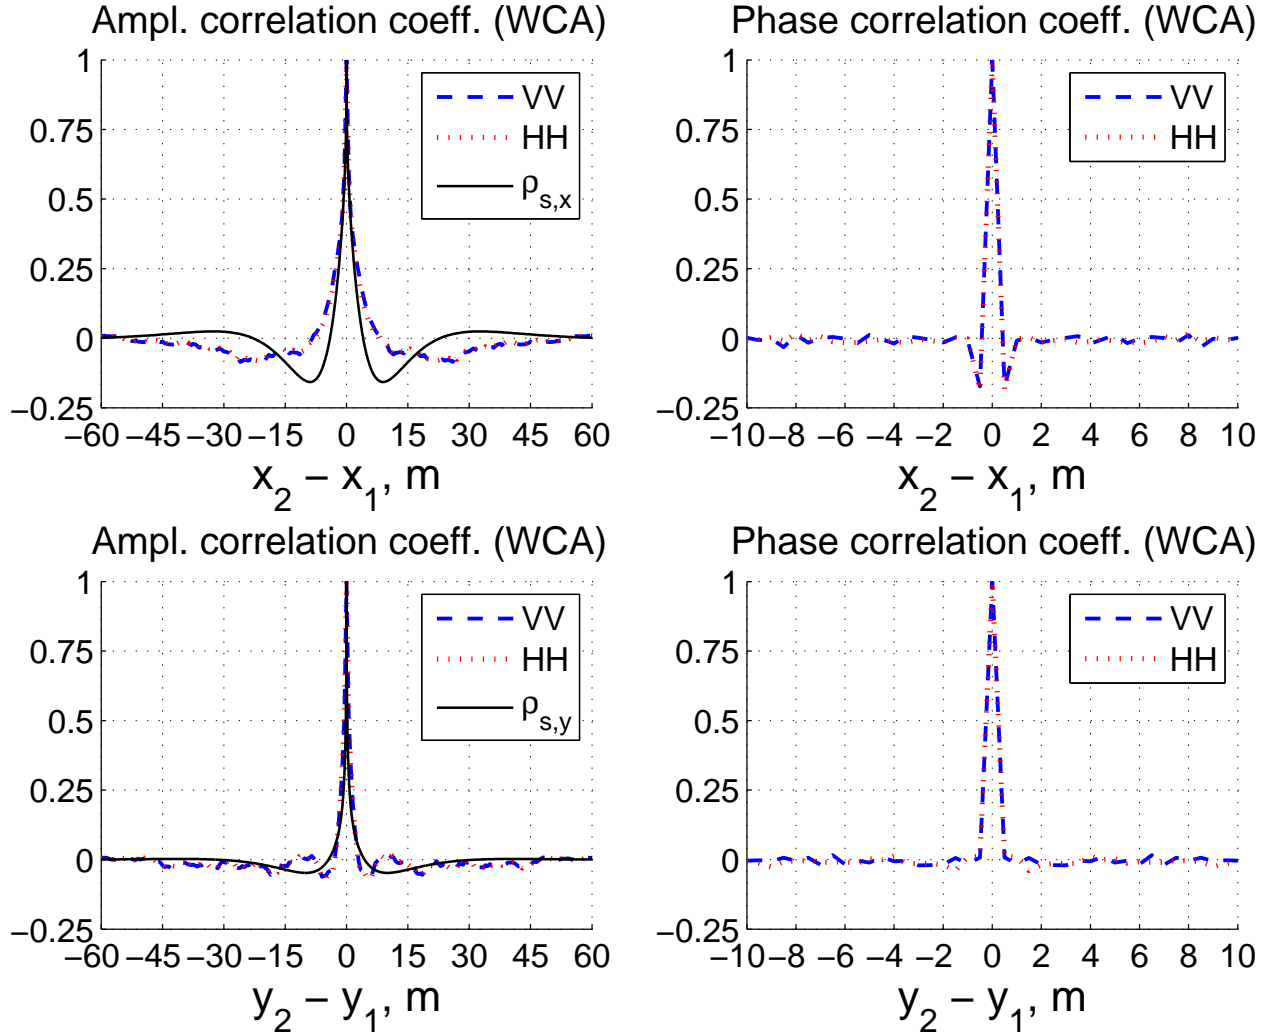 Ampl. correlation coeff. (WCA)
1
0.75
0.5
0.25
0
−0.25
−60 −45 −30 −15 0 15 30 45 60
x2 − x1, m
VV
HH
ρs,x
Phase correlation coeff. (WCA)
1
0.75
0.5
0.25
0
−0.25
−10 −8 −6 −4 −2 0 2 4 6 8 10
x2 − x1, m
VV
HH
Ampl. correlation coeff. (WCA)
1
0.75
0.5
0.25
0
−0.25
−60 −45 −30 −15 0 15 30 45 60
y2 − y1, m
VV
HH
ρs,y
Phase correlation coeff. (WCA)
1
0.75
0.5
0.25
0
−0.25
−10 −8 −6 −4 −2 0 2 4 6 8 10
y2 − y1, m
VV
HH